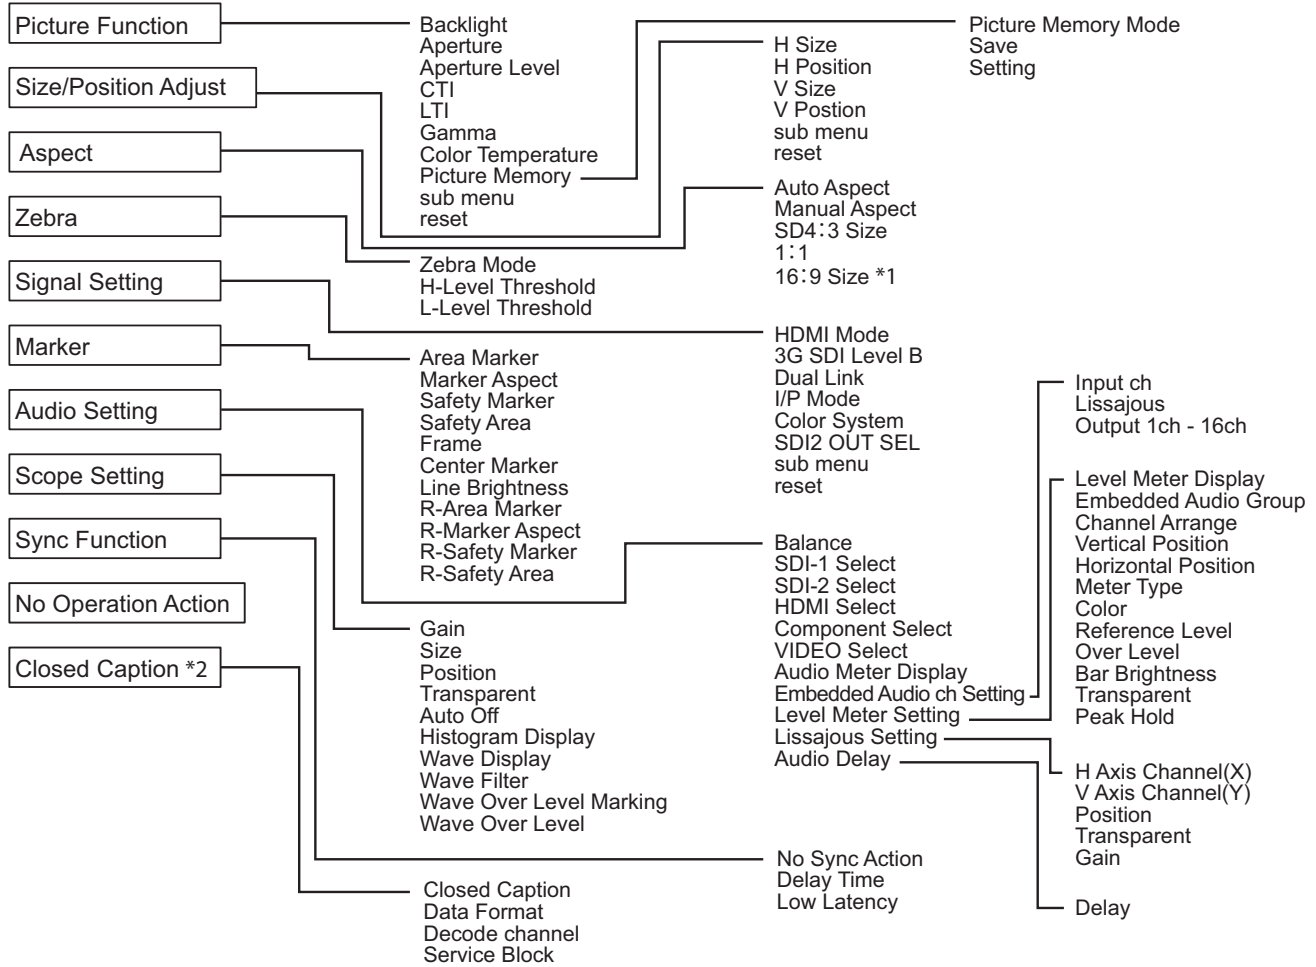 Picture Function
Size/Position Adjust
Aspect
Zebra
Signal Setting
Marker
Audio Setting
Scope Setting
Sync Function
No Operation Action
Closed Caption *2
Backlight
Aperture
Aperture Level
CTI
LTI
Gamma
Color Temperature
Picture Memory
sub menu
reset
Zebra Mode
H-Level Threshold
L-Level Threshold
Area Marker
Marker Aspect
Safety Marker
Safety Area
Frame
Center Marker
Line Brightness
R-Area Marker
R-Marker Aspect
R-Safety Marker
R-Safety Area
Gain
Size
Position
Transparent
Auto Off
Histogram Display
Wave Display
Wave Filter
Wave Over Level Marking
Wave Over Level
Closed Caption
Data Format
Decode channel
Service Block
H Size
H Position
V Size
V Postion
sub menu
reset
Auto Aspect
Manual Aspect
SD4:3 Size
1:1
16:9 Size *1
HDMI Mode
3G SDI Level B
Dual Link
I/P Mode
Color System
SDI2 OUT SEL
sub menu
reset
Balance
SDI-1 Select
SDI-2 Select
HDMI Select
Component Select
VIDEO Select
Audio Meter Display
Embedded Audio ch Setting
Level Meter Setting
Lissajous Setting
Audio Delay
No Sync Action
Delay Time
Low Latency
Picture Memory Mode
Save
Setting
Input ch
Lissajous
Output 1ch - 16ch
Level Meter Display
Embedded Audio Group
Channel Arrange
Vertical Position
Horizontal Position
Meter Type
Color
Reference Level
Over Level
Bar Brightness
Transparent
Peak Hold
H Axis Channel(X)
V Axis Channel(Y)
Position
Transparent
Gain
Delay